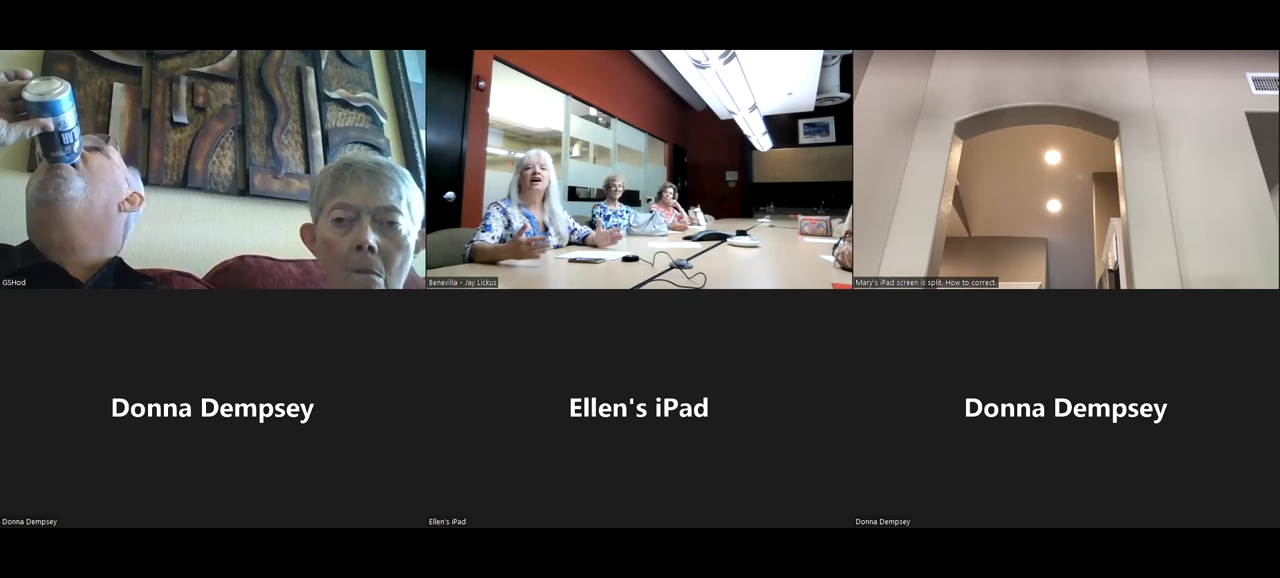 GSHod
Benevilla - Jay Lickus
Mary's iPad screen is split. How to correct.
Donna Dempsey
Ellen's iPad
Donna Dempsey
Donna Dempsey
Ellen's iPad
Donna Dempsey